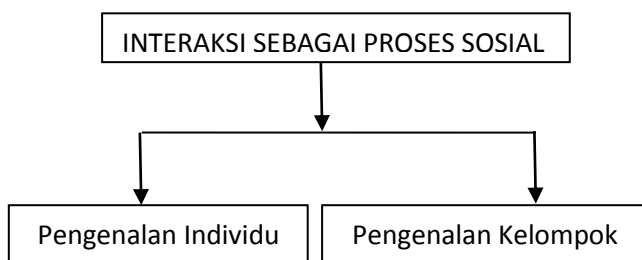 INTERAKSI SEBAGAI PROSES SOSIAL
Pengenalan Individu
Pengenalan Kelompok